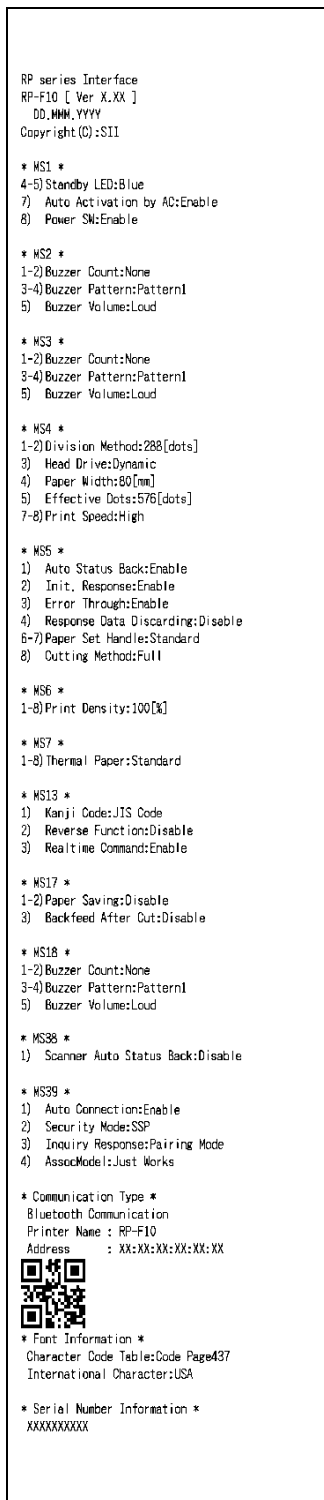 RP series Interface
RP-F10 [ Ver X.XX ]
DD.MMM.YYYY
Copyright(C):SII
* MS1 *
4-5)Standby LED:Blue
7) Auto Activation by AC:Enable
8) Power SW:Enable
* MS2 *
1-2)Buzzer Count:None
3-4)Buzzer Pattern:Pattern1
5) Buzzer Volume:Loud
* MS3 *
1-2)Buzzer Count:None
3-4)Buzzer Pattern:Pattern1
5) Buzzer Volume:Loud
* MS4 *
1-2)Division Method:288[dots]
3) Head Drive:Dynamic
4) Paper Width:80[mm]
5) Effective Dots:576[dots]
7-8)Print Speed:High
* MS5 *
1) Auto Status Back:Enable
2) Init. Response:Enable
3) Error Through:Enable
4) Response Data Discarding:Disable
6-7)Paper Set Handle:Standard
8) Cutting Method:Full
* MS6 *
1-8)Print Density:100[%]
* MS7 *
1-8)Thermal Paper:Standard
* MS13 *
1) Kanji Code:JIS Code
2) Reverse Function:Disable
3) Realtime Command:Enable
* MS17 *
1-2)Paper Saving:Disable
3) Backfeed After Cut:Disable
* MS18 *
1-2)Buzzer Count:None
3-4)Buzzer Pattern:Pattern1
5) Buzzer Volume:Loud
* MS38 *
1) Scanner Auto Status Back:Disable
* MS39 *
1) Auto Connection:Enable
2) Security Mode:SSP
3) Inquiry Response:Pairing Mode
4) AssocModel:Just Works
* Communication Type *
Bluetooth Communication
Printer Name : RP-F10
Address : XX:XX:XX:XX:XX:XX
* Font Information *
Character Code Table:Code Page437
International Character:USA
* Serial Number Information *
XXXXXXXXXX